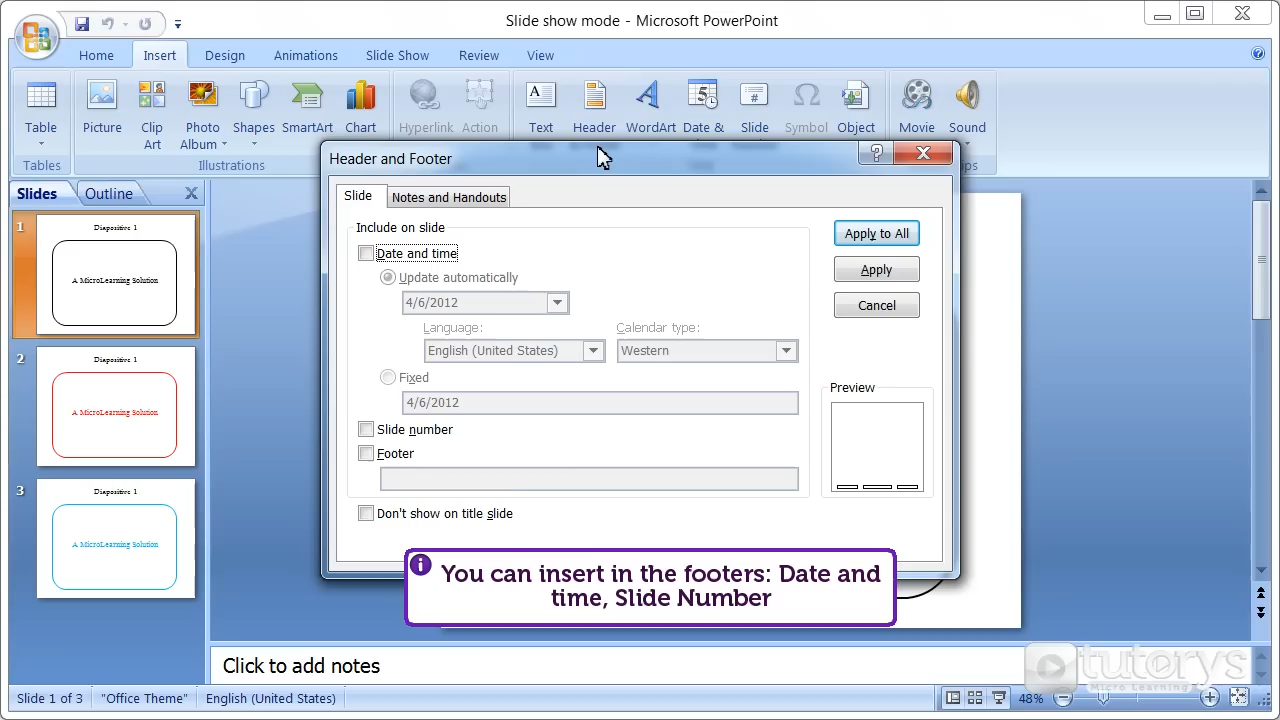 Slide show mode - Microsoft PowerPoint
Home Insert Design Animations Slide Show Review View
Table Picture Clip Art Photo Album Shapes SmartArt Chart Hyperlink Action Text Header WordArt Date & Slide Symbol Object Movie Sound
Tables Illustrations
Header and Footer
Slides Outline
Slide Notes and Handouts
1
Diapositive 1
A MicroLearning Solution
2
Diapositive 1
A MicroLearning Solution
3
Diapositive 1
A MicroLearning Solution
Include on slide
Date and time
Update automatically
4/6/2012
Language: Calendar type:
English (United States) Western
Fixed
4/6/2012
Slide number
Footer
Don't show on title slide
Apply to All
Apply
Cancel
Preview
You can insert in the footers: Date and
time, Slide Number
Click to add notes
tutorys
Micro Learning
Slide 1 of 3 "Office Theme" English (United States) 48%